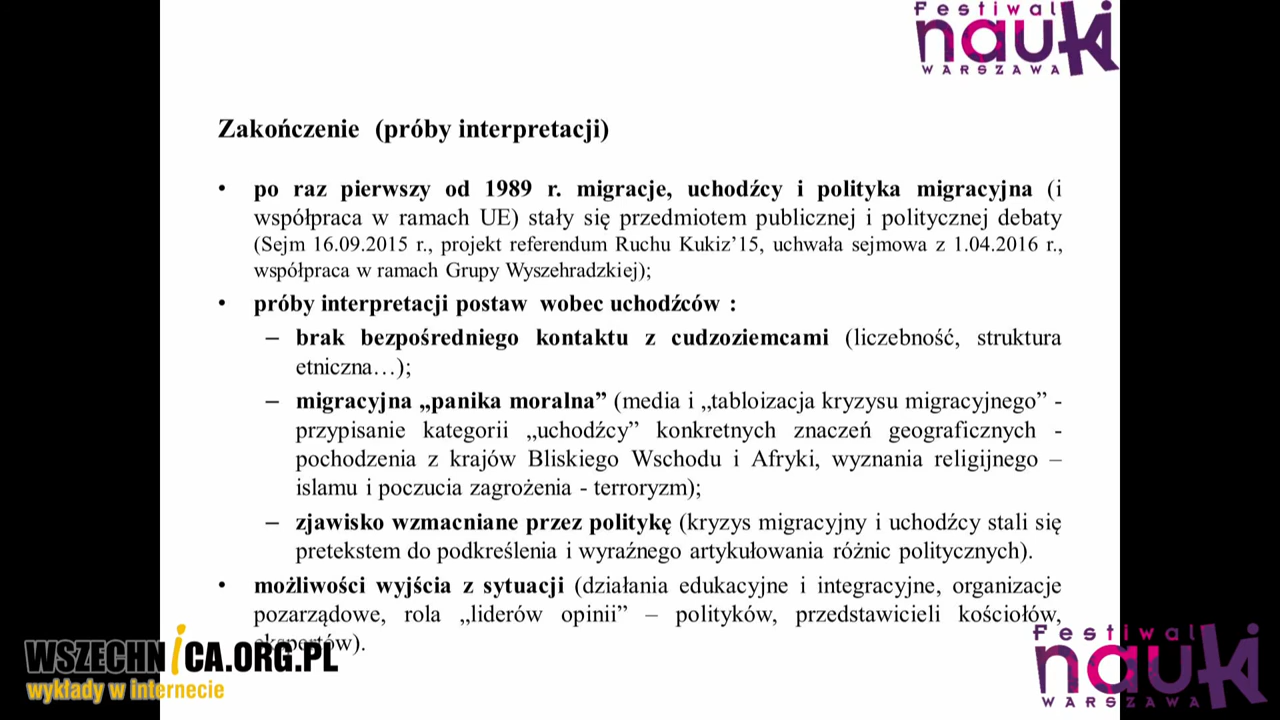 Festiwal
nauki
WARSZAWA
Zakończenie (próby interpretacji)
• po raz pierwszy od 1989 r. migracje, uchodźcy i polityka migracyjna (i
współpraca w ramach UE) stały się przedmiotem publicznej i politycznej debaty
(Sejm 16.09.2015 r., projekt referendum Ruchu Kukiz’15, uchwała sejmowa z 1.04.2016 r.,
współpraca w ramach Grupy Wyszehradzkiej);
• próby interpretacji postaw wobec uchodźców :
– brak bezpośredniego kontaktu z cudzoziemcami (liczebność, struktura
etniczna…);
– migracyjna „panika moralna” (media i „tabloizacja kryzysu migracyjnego” -
przypisanie kategorii „uchodźcy” konkretnych znaczeń geograficznych -
pochodzenia z krajów Bliskiego Wschodu i Afryki, wyznania religijnego –
islamu i poczucia zagrożenia - terroryzm);
– zjawisko wzmacniane przez politykę (kryzys migracyjny i uchodźcy stali się
pretekstem do podkreślenia i wyraźnego artykułowania różnic politycznych).
• możliwości wyjścia z sytuacji (działania edukacyjne i integracyjne, organizacje
pozarządowe, rola „liderów opinii” – polityków, przedstawicieli kościołów,
ekspertów).
WSZECHNiCA.ORG.PL
wykłady w internecie
Festiwal
nauki
WARSZAWA